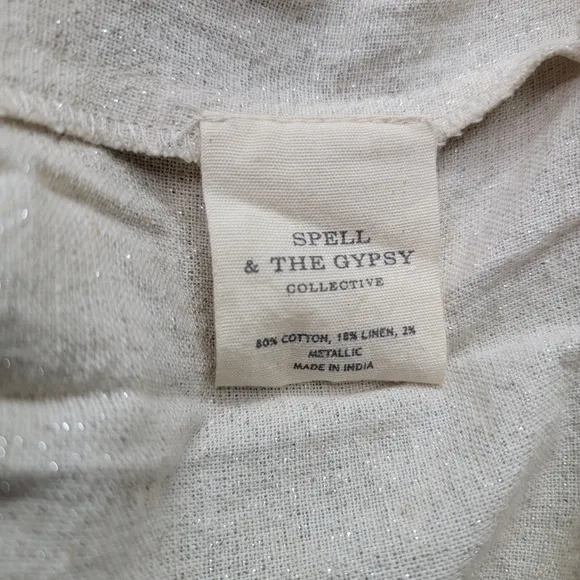 SPELL
& THE GYPSY
COLLECTIVE
80% COTTON, 18% LINEN, 2%
METALLIC
MADE IN INDIA